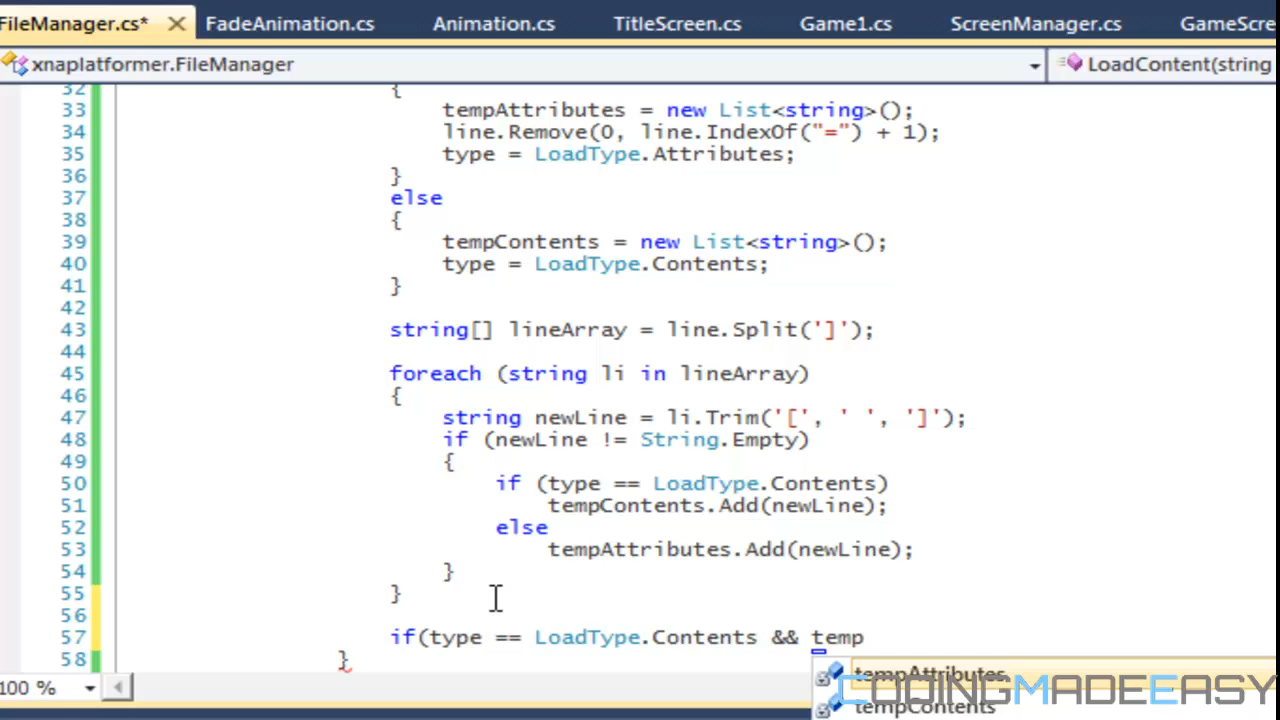 FileManager.cs* FadeAnimation.cs Animation.cs TitleScreen.cs Game1.cs ScreenManager.cs GameScre
xnaplatformer.FileManager LoadContent(string
32 {
33 tempAttributes = new List<string>();
34 line.Remove(0, line.IndexOf("=") + 1);
35 type = LoadType.Attributes;
36 }
37 else
38 {
39 tempContents = new List<string>();
40 type = LoadType.Contents;
41 }
42
43 string[] lineArray = line.Split(']');
44
45 foreach (string li in lineArray)
46 {
47 string newLine = li.Trim('[', ' ', ']');
48 if (newLine != String.Empty)
49 {
50 if (type == LoadType.Contents)
51 tempContents.Add(newLine);
52 else
53 tempAttributes.Add(newLine);
54 }
55 }
56
57 if(type == LoadType.Contents && temp
58 }
tempAttributes
100 %
CODINGMADEEASY
tempContents